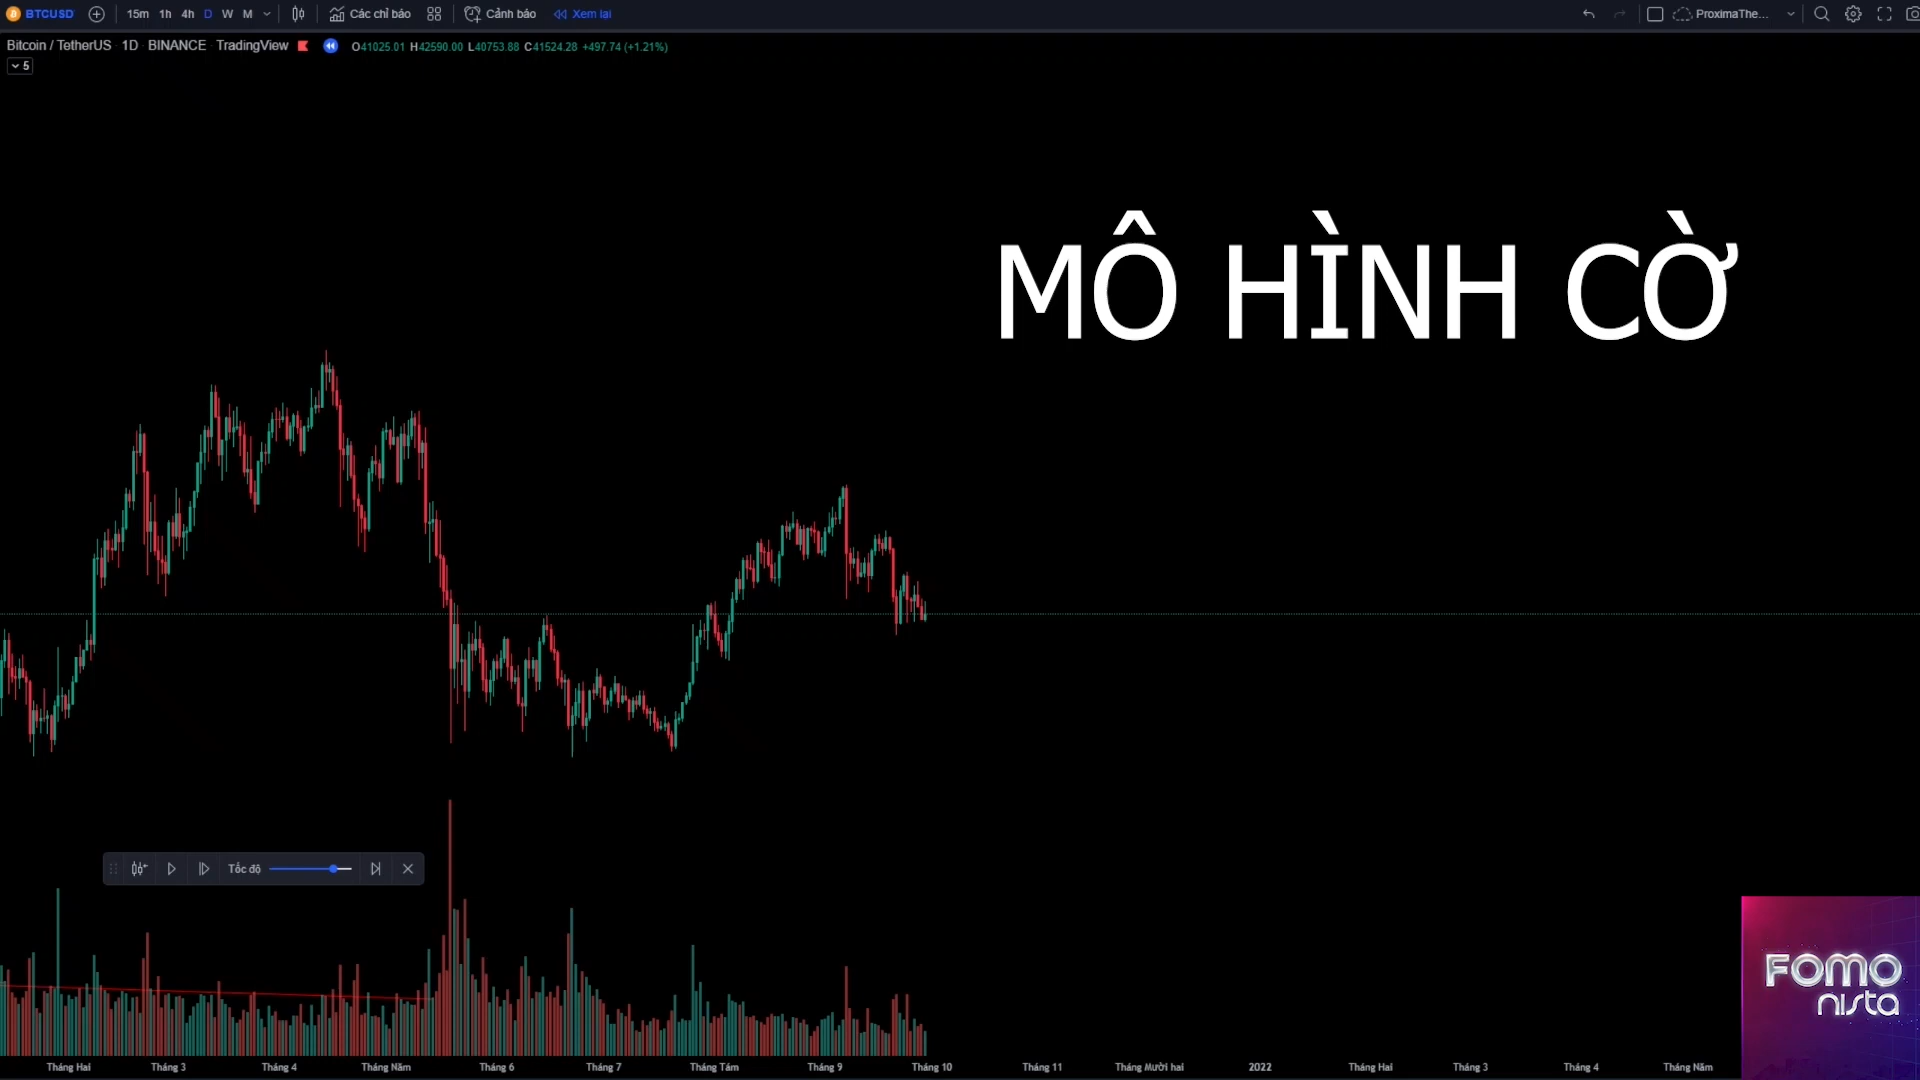 BTCUSD 15m 1h 4h D W M Các chỉ báo Cảnh báo Xem lại ProximaThe...
Bitcoin / TetherUS 1D BINANCE TradingView O41025.01 H42590.00 L40753.88 C41524.28 +497.74 (+1.21%)
5
MÔ HÌNH CỜ
Tốc độ
FOMO
nista
Tháng Hai Tháng 3 Tháng 4 Tháng Năm Tháng 6 Tháng 7 Tháng Tám Tháng 9 Tháng 10 Tháng 11 Tháng Mười hai 2022 Tháng Hai Tháng 3 Tháng 4 Tháng Năm